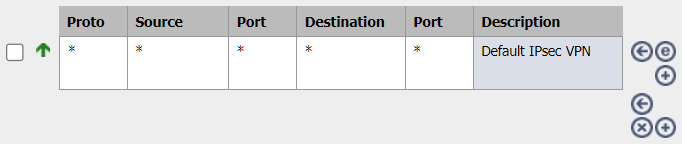 Proto Source Port Destination Port Description
* * * * * Default IPsec VPN
e